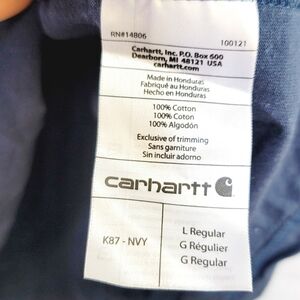 RN#14806 100121
Carhartt, Inc. P.O. Box 600
Dearborn, MI 48121 USA
carhartt.com
Made in Honduras
Fabriqué au Honduras
Hecho en Honduras
100% Cotton
100% Coton
100% Algodón
Exclusive of trimming
Sans garniture
Sin incluir adorno
carhartt
K87 - NVY
L Regular
G Régulier
G Regular